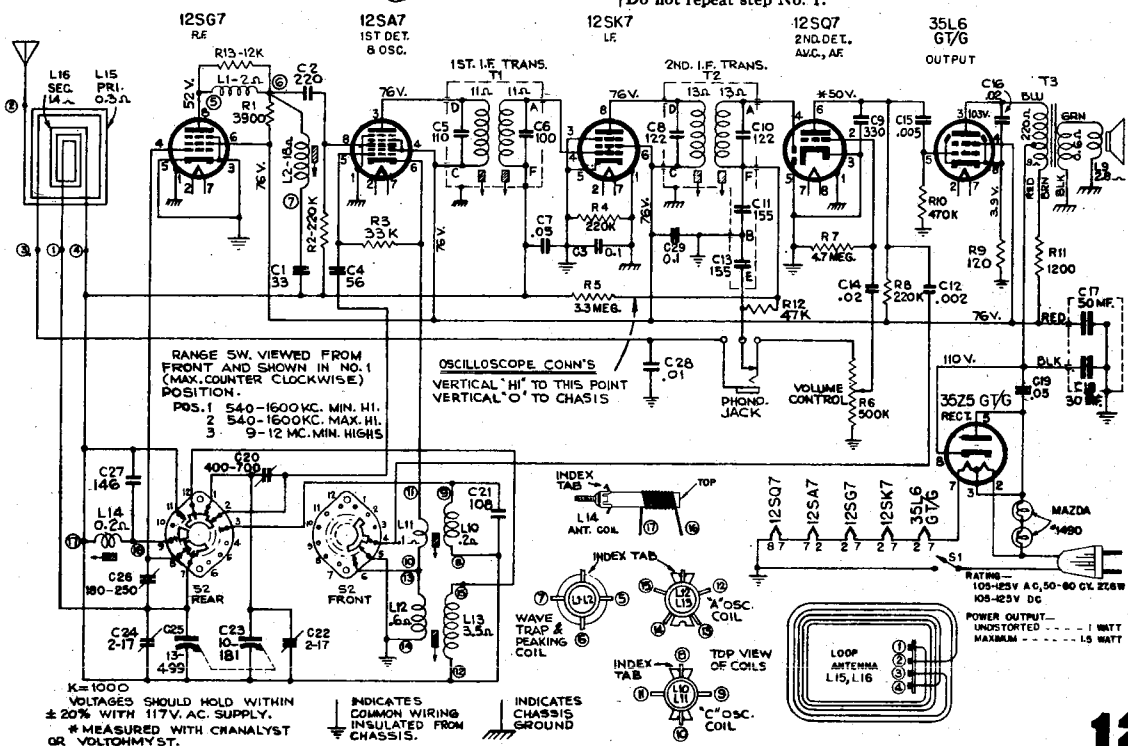 †Do not repeat step No. 1.
12SG7
R.F.
12SA7
1ST DET.
& OSC.
12SK7
I.F.
12SQ7
2ND. DET.,
A.V.C., A.F.
35L6
GT/G
OUTPUT
L16
SEC.
L15
PRI.
0.3Ω
R13-12K
L1-2Ω
52 V.
R1
3900
C2
220
L2-18Ω
R2-220K
76 V.
C1
33
C4
56
R3
33K
76V.
76V.
1ST. I.F. TRANS.
T1
11Ω
11Ω
C5
110
C6
100
C7
.05
R4
220K
C3
0.1
76V.
76V.
2ND. I.F. TRANS.
T2
13Ω
13Ω
C8
122
C10
122
C11
155
C13
155
C29
0.1
R5
3.3 MEG.
R12
47K
*50V.
C9
330
C15
.005
R7
4.7 MEG.
C14
.02
R8
220K
C12
.002
R10
470K
C16
.02
103V.
3.9 V.
R9
120
T3
BLU
220Ω
RED
BRN
GRN
BLK
R11
1200
76V.
RED
C17
50 MF.
110 V.
BLK
30 MF.
C19
.05
35Z5 GT/G
RECT.
RANGE SW. VIEWED FROM
FRONT AND SHOWN IN NO.1
(MAX. COUNTER CLOCKWISE)
POSITION.
POS.1 540-1600KC. MIN. HI.
2 540-1600KC. MAX. HI.
3 9-12 MC. MIN. HIGHS
OSCILLOSCOPE CONN'S
VERTICAL "HI" TO THIS POINT
VERTICAL "O" TO CHASIS
C28
.01
PHONO.
JACK
VOLUME
CONTROL
R6
500K
C27
.146
L14
0.2Ω
C26
180-250
C24
2-17
C25
13-
499
C20
400-700
S2
REAR
C23
10-
181
C22
2-17
S2
FRONT
L11
L10
.2Ω
C21
108
L12
.6Ω
L13
3.5Ω
INDEX
TAB
TOP
L14
ANT. COIL
INDEX TAB
L1-L2
WAVE
TRAP &
PEAKING
COIL
L12
L13
"A" OSC.
COIL
TOP VIEW
OF COILS
INDEX
TAB
L10
L11
"C" OSC.
COIL
12SQ7
12SA7
12SG7
12SK7
35L6
GT/G
S1
MAZDA
#1490
RATING—
105-125V AC, 50-60 CY. 27.6W
105-125V DC
POWER OUTPUT—
UNDISTORTED ---- 1 WATT
MAXIMUM ---- 1.5 WATT
LOOP
ANTENNA
L15, L16
K=1000
VOLTAGES SHOULD HOLD WITHIN
±20% WITH 117V. AC. SUPPLY.
* MEASURED WITH CHANALYST
OR VOLTOHMYST.
INDICATES
COMMON WIRING
INSULATED FROM
CHASSIS.
INDICATES
CHASSIS
GROUND